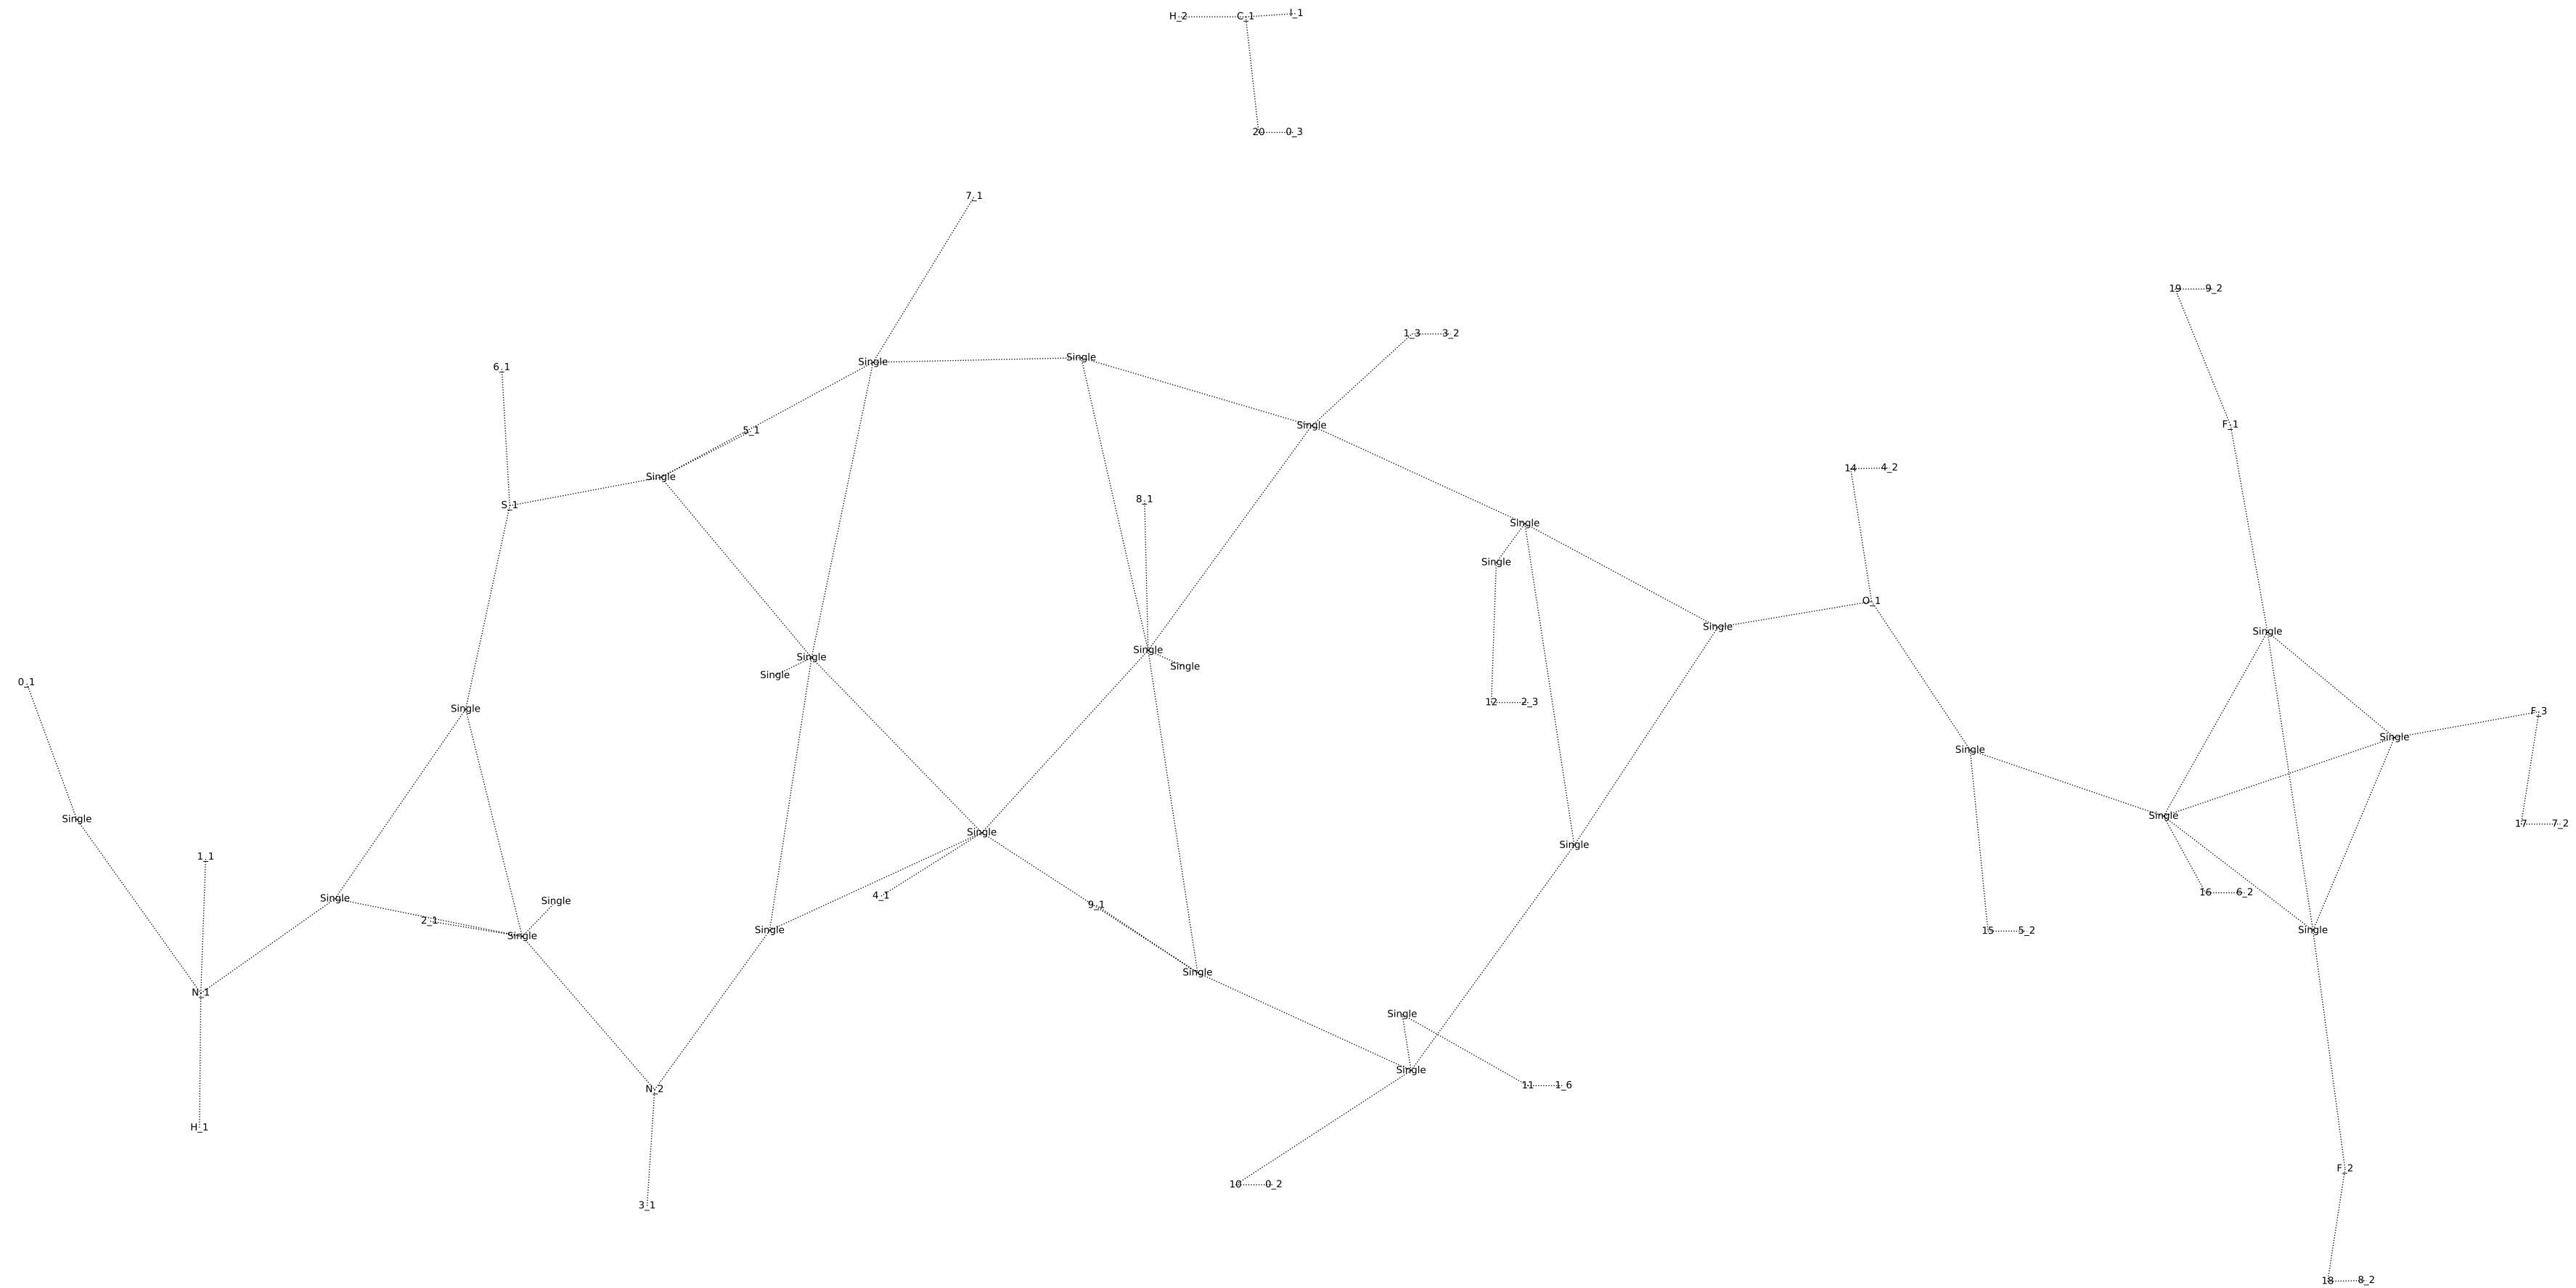 H_2 C_1 I_1
20 0_3
7_1
19 9_2
1_3 3_2
Single Single
6_1
Single F_1
5_1
14 4_2
Single
8_1
S_1
Single
Single
O_1
Single Single
Single Single
Single Single
0_1
12 2_3
Single F_3
Single
Single
Single Single 17 7_2
Single
Single
1_1
16 6_2
4_1
Single Single 9_1
2_1
Single Single 15 5_2 Single
Single
N_1
Single
Single
11 1_6
N_2
H_1
F_2
10 0_2
3_1
18 8_2